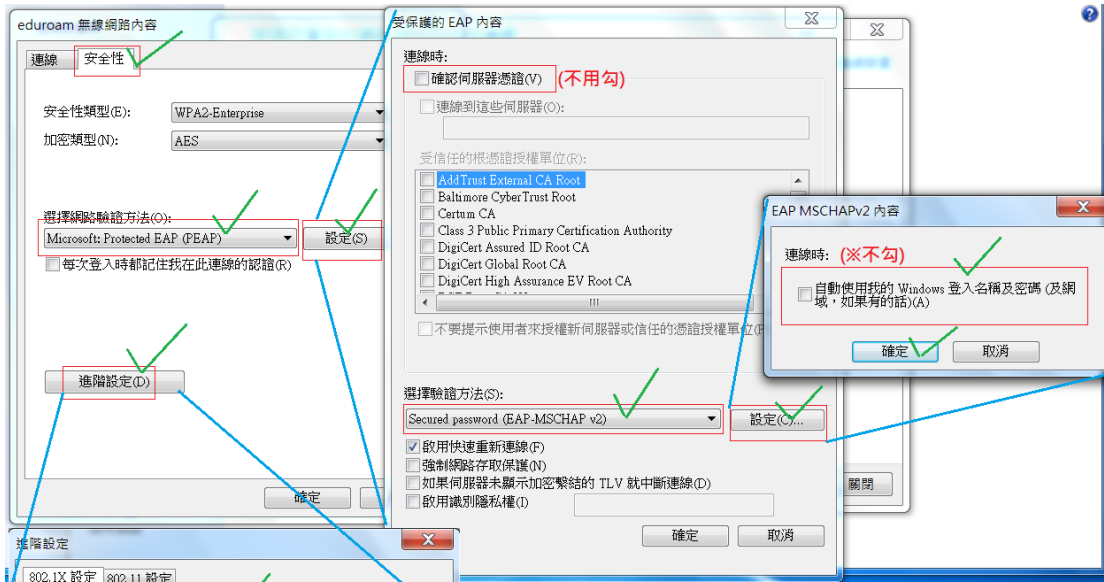 eduroam 無線網路內容
連線
安全性
安全性類型(E):
WPA2-Enterprise
加密類型(N):
AES
選擇網路驗證方法(O):
Microsoft: Protected EAP (PEAP)
設定(S)
每次登入時都記住我在此連線的認證(R)
進階設定(D)
確定
進階設定
802.1X 設定
802.11 設定
受保護的 EAP 內容
連線時:
確認伺服器憑證(V)
(不用勾)
連線到這些伺服器(O):
受信任的根憑證授權單位(R):
AddTrust External CA Root
Baltimore CyberTrust Root
Certum CA
Class 3 Public Primary Certification Authority
DigiCert Assured ID Root CA
DigiCert Global Root CA
DigiCert High Assurance EV Root CA
不要提示使用者來授權新伺服器或信任的憑證授權單位(P
選擇驗證方法(S):
Secured password (EAP-MSCHAP v2)
設定(C)...
啟用快速重新連線(F)
強制網路存取保護(N)
如果伺服器未顯示加密繫結的 TLV 就中斷連線(D)
啟用識別隱私權(I)
確定
取消
EAP MSCHAPv2 內容
連線時:
(※不勾)
自動使用我的 Windows 登入名稱及密碼 (及網
域，如果有的話)(A)
確定
取消
關閉